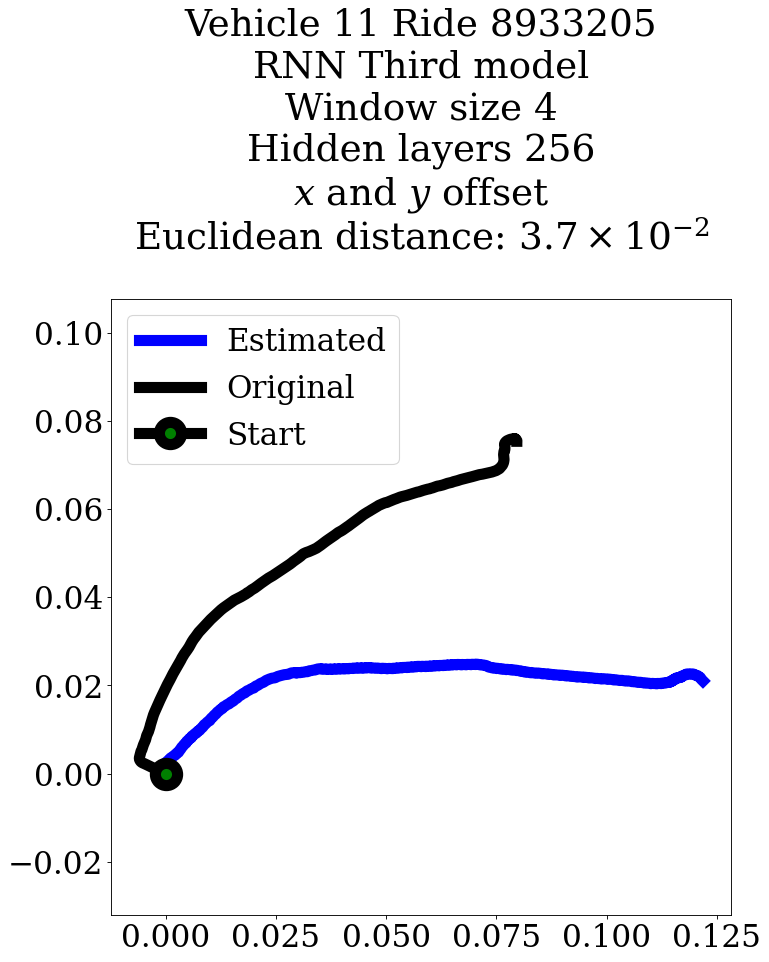 Vehicle 11 Ride 8933205
RNN Third model
Window size 4
Hidden layers 256
x and y offset
Euclidean distance: 3.7 × 10⁻²
Estimated
Original
Start
0.10
0.08
0.06
0.04
0.02
0.00
−0.02
0.000 0.025 0.050 0.075 0.100 0.125